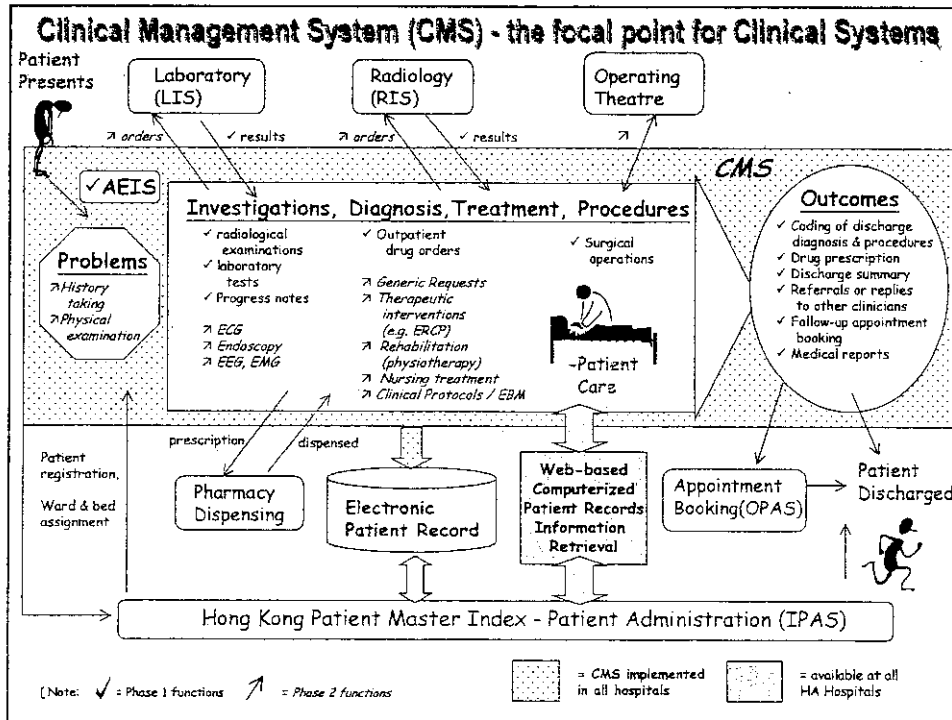 Clinical Management System (CMS) - the focal point for Clinical Systems
Patient
Presents
Laboratory
(LIS)
Radiology
(RIS)
Operating
Theatre
↗ orders
✓ results
↗ orders
✓ results
↗
CMS
✓ AEIS
Problems
↗ History
taking
↗ Physical
examination
Investigations, Diagnosis, Treatment, Procedures
✓ radiological
examinations
✓ laboratory
tests
✓ Progress notes
↗ ECG
↗ Endoscopy
↗ EEG, EMG
✓ Outpatient
drug orders
↗ Generic Requests
↗ Therapeutic
interventions
(e.g. ERCP)
↗ Rehabilitation
(physiotherapy)
↗ Nursing treatment
↗ Clinical Protocols / EBM
✓ Surgical
operations
-Patient
Care
Outcomes
✓ Coding of discharge
diagnosis & procedures
✓ Drug prescription
✓ Discharge summary
✓ Referrals or replies
to other clinicians
✓ Follow-up appointment
booking
✓ Medical reports
Patient
registration,
Ward & bed
assignment
prescription
dispensed
Pharmacy
Dispensing
Electronic
Patient Record
Web-based
Computerized
Patient Records
Information
Retrieval
Appointment
Booking(OPAS)
Patient
Discharged
Hong Kong Patient Master Index - Patient Administration (IPAS)
[Note: ✓ = Phase 1 functions ↗ = Phase 2 functions
= CMS implemented
in all hospitals
= available at all
HA Hospitals